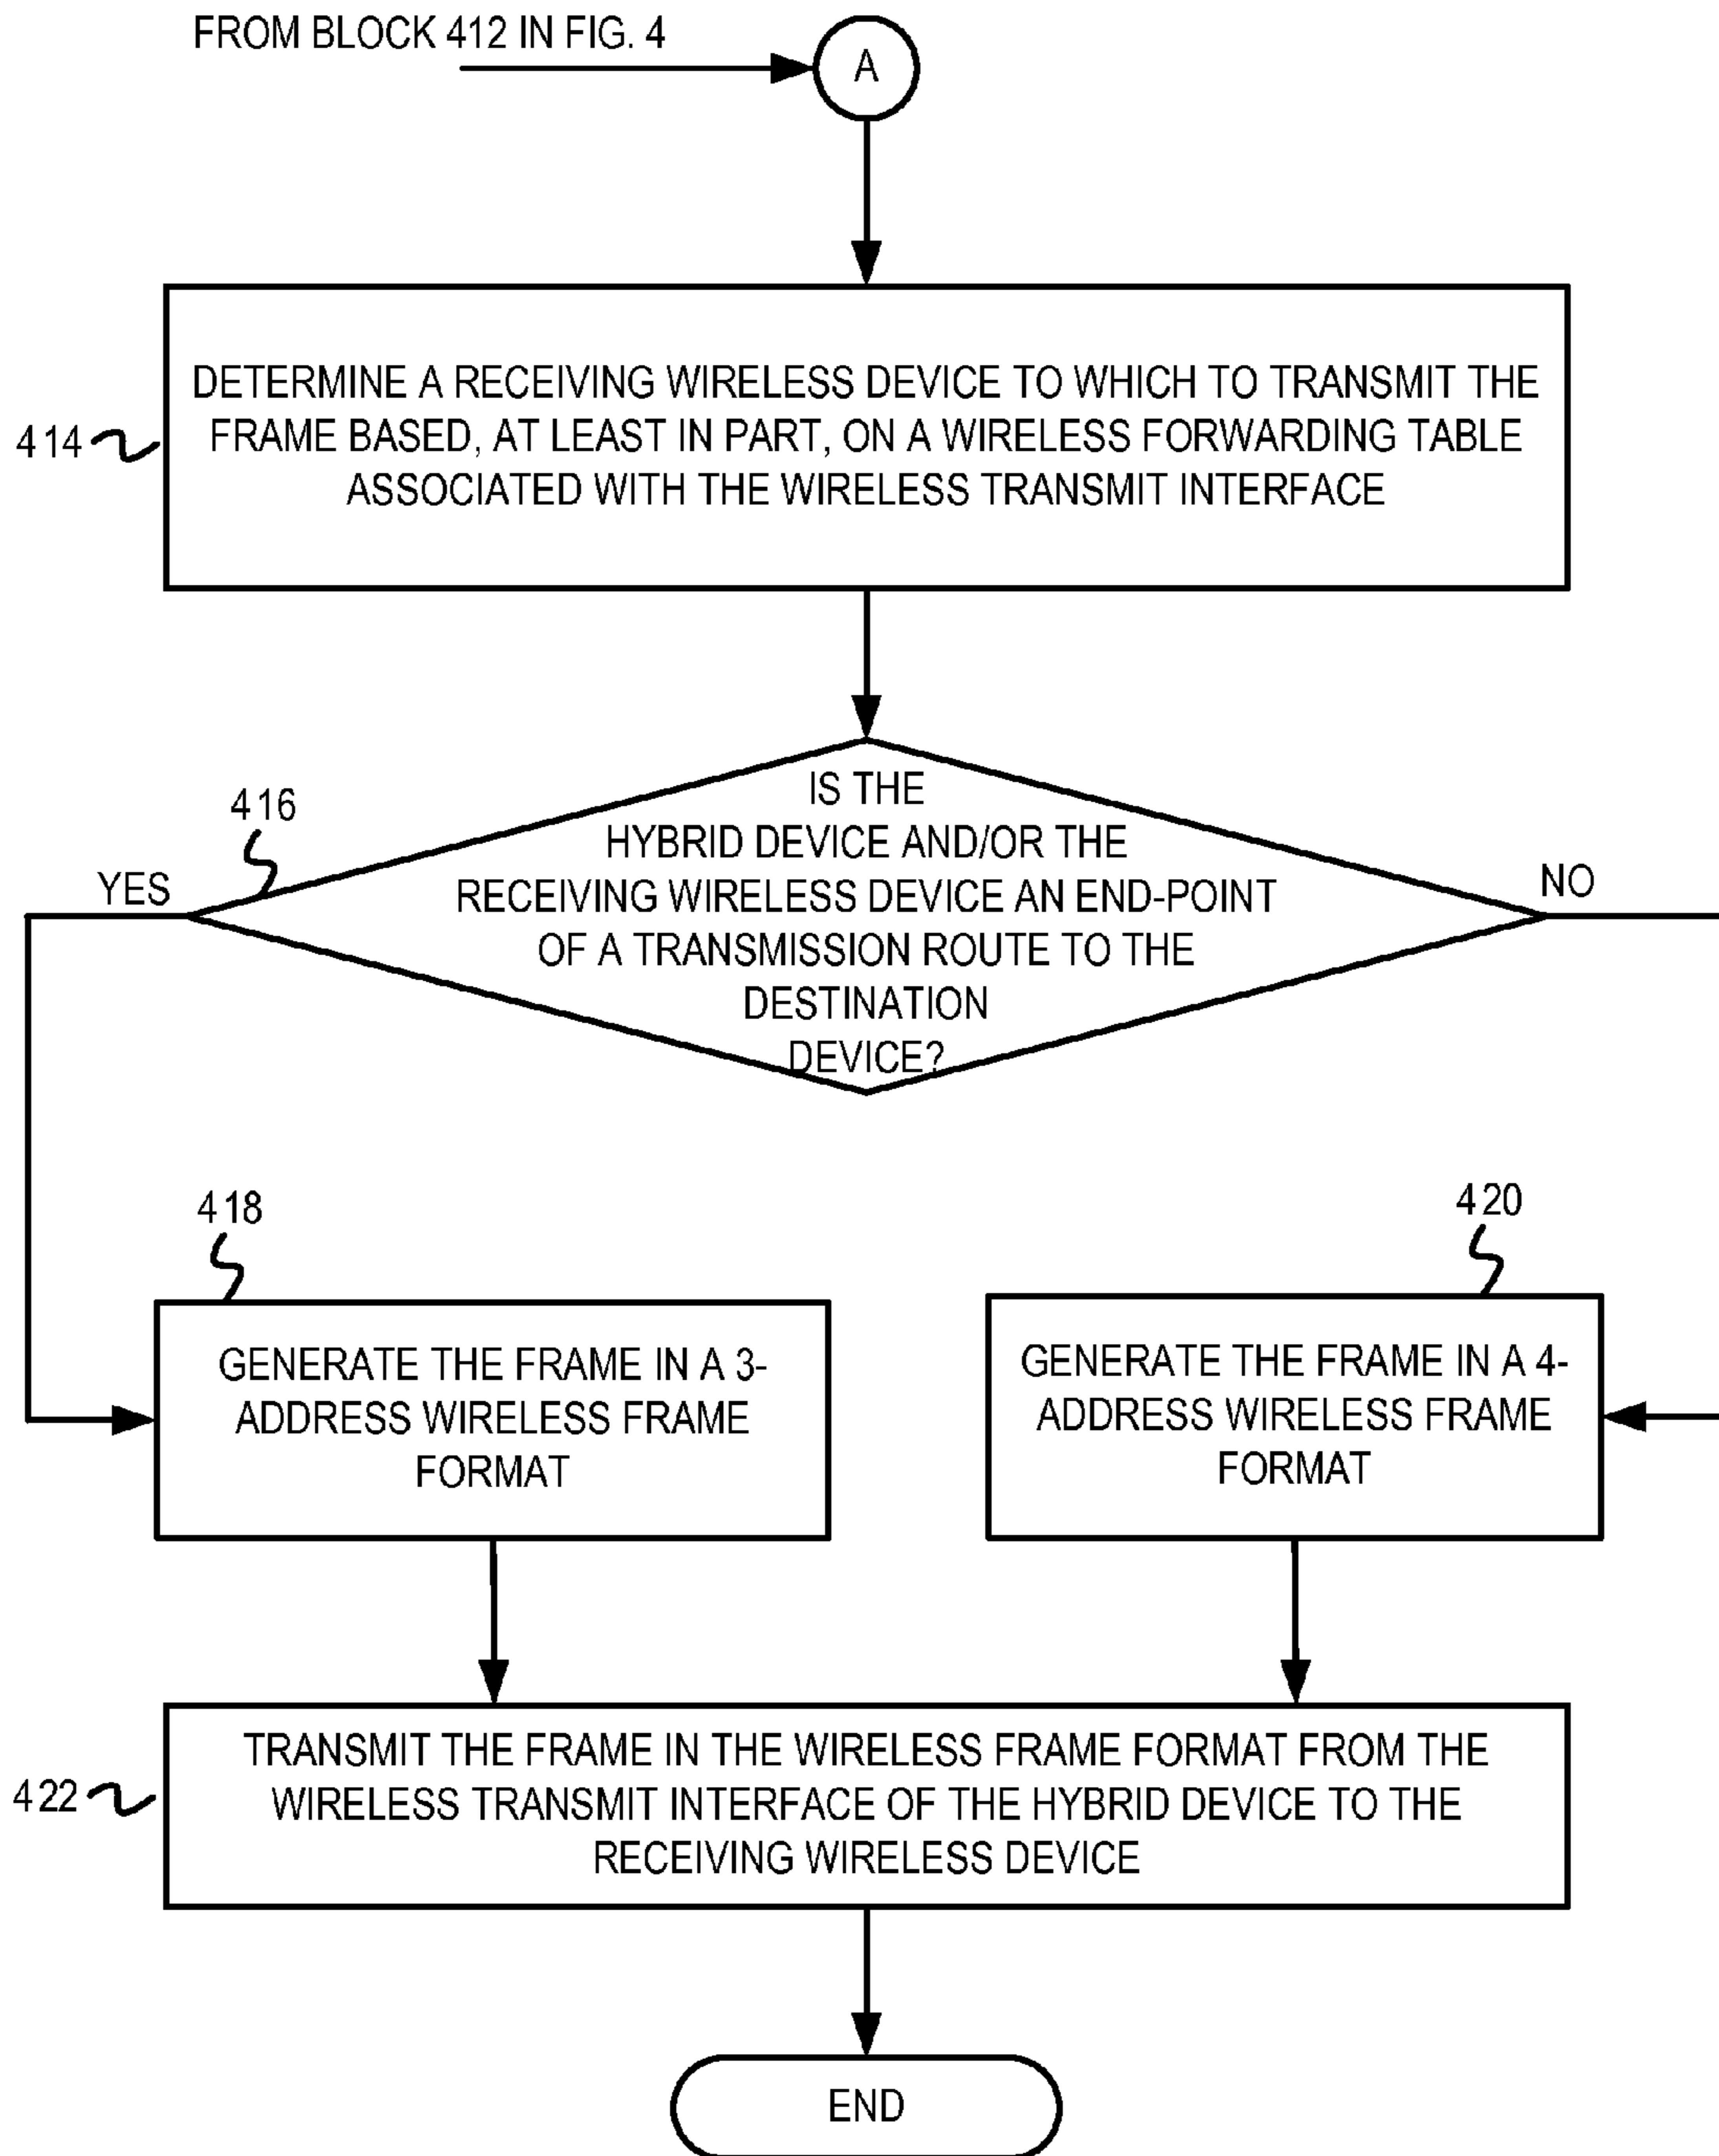 FROM BLOCK 412 IN FIG. 4
A
414
DETERMINE A RECEIVING WIRELESS DEVICE TO WHICH TO TRANSMIT THE
FRAME BASED, AT LEAST IN PART, ON A WIRELESS FORWARDING TABLE
ASSOCIATED WITH THE WIRELESS TRANSMIT INTERFACE
416
IS THE
HYBRID DEVICE AND/OR THE
RECEIVING WIRELESS DEVICE AN END-POINT
OF A TRANSMISSION ROUTE TO THE
DESTINATION
DEVICE?
YES
NO
418
GENERATE THE FRAME IN A 3-
ADDRESS WIRELESS FRAME
FORMAT
420
GENERATE THE FRAME IN A 4-
ADDRESS WIRELESS FRAME
FORMAT
422
TRANSMIT THE FRAME IN THE WIRELESS FRAME FORMAT FROM THE
WIRELESS TRANSMIT INTERFACE OF THE HYBRID DEVICE TO THE
RECEIVING WIRELESS DEVICE
END